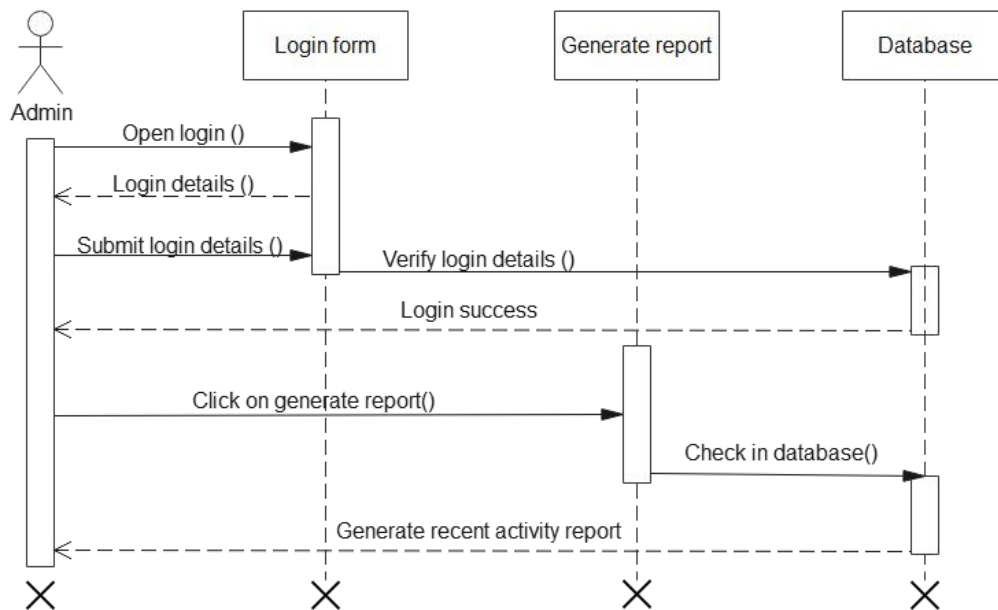 Login form
Generate report
Database
Admin
Open login ()
Login details ()
Submit login details ()
Verify login details ()
Login success
Click on generate report()
Check in database()
Generate recent activity report